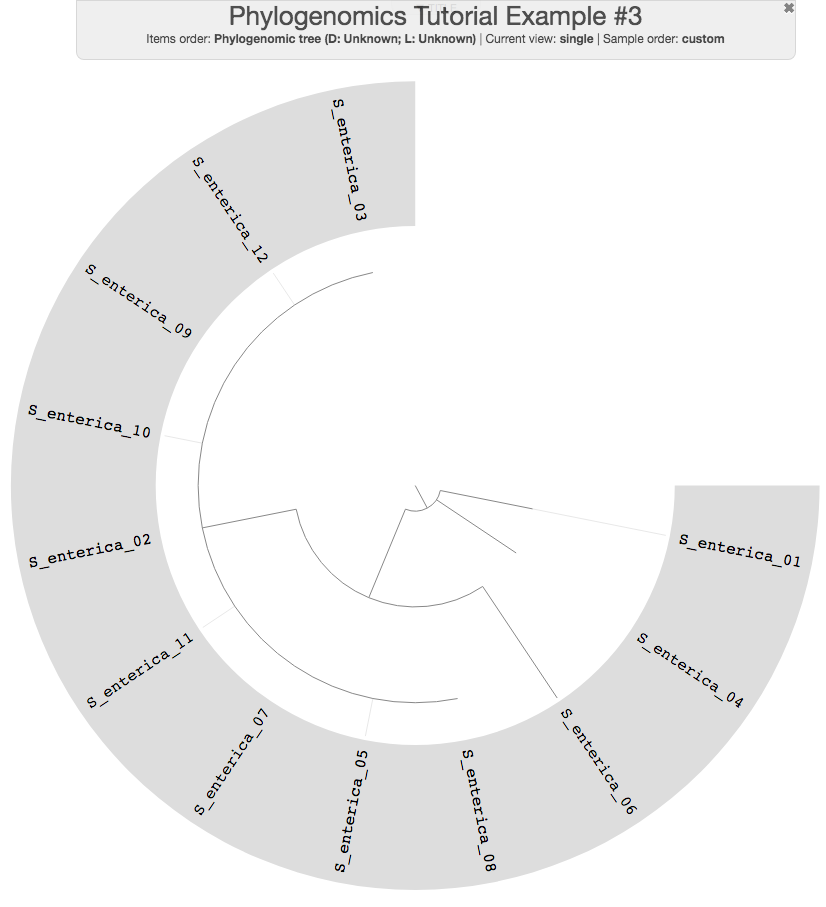 Phylogenomics Tutorial Example #3
Items order: Phylogenomic tree (D: Unknown; L: Unknown) | Current view: single | Sample order: custom
S_enterica_03
S_enterica_12
S_enterica_09
S_enterica_10
S_enterica_02
S_enterica_11
S_enterica_07
S_enterica_05
S_enterica_08
S_enterica_06
S_enterica_04
S_enterica_01